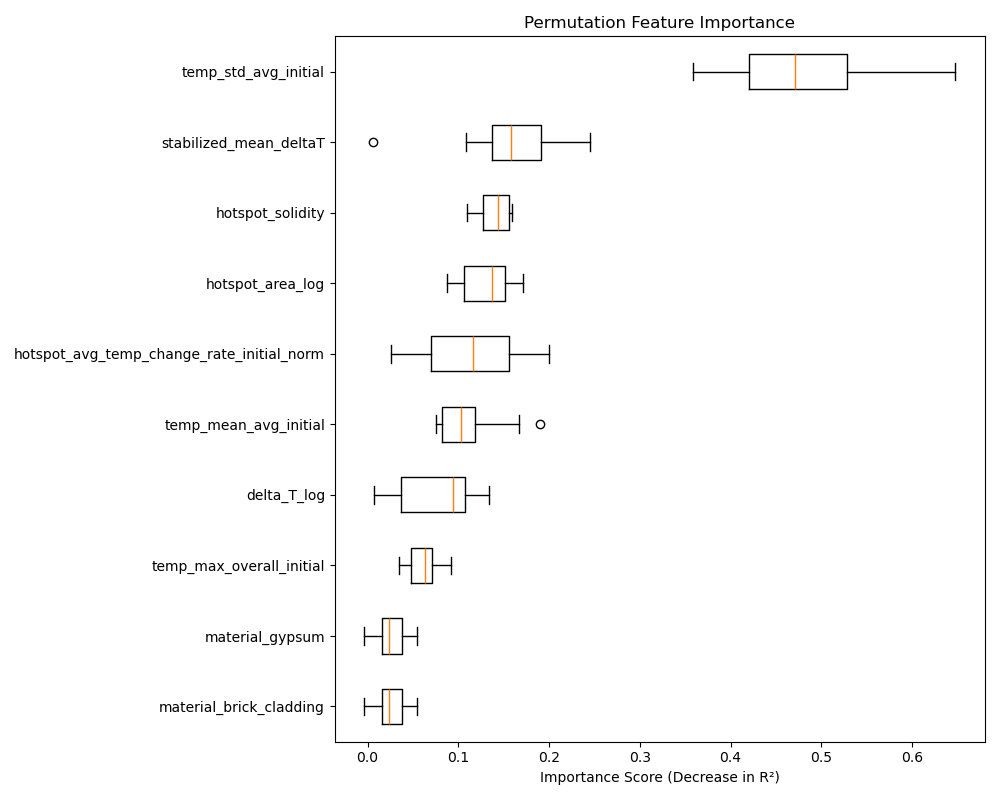 Permutation Feature Importance
temp_std_avg_initial
stabilized_mean_deltaT
hotspot_solidity
hotspot_area_log
hotspot_avg_temp_change_rate_initial_norm
temp_mean_avg_initial
delta_T_log
temp_max_overall_initial
material_gypsum
material_brick_cladding
0.0 0.1 0.2 0.3 0.4 0.5 0.6
Importance Score (Decrease in R²)